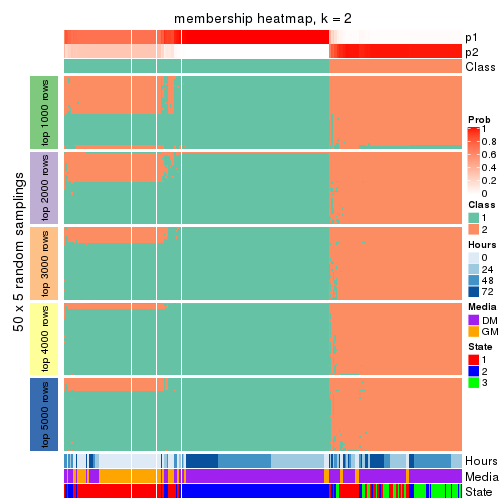 membership heatmap, k = 2
p1
p2
Class
50 x 5 random samplings
top 1000 rows
top 2000 rows
top 3000 rows
top 4000 rows
top 5000 rows
Hours
Media
State
Prob
1
0.8
0.6
0.4
0.2
0
Class
1
2
Hours
0
24
48
72
Media
DM
GM
State
1
2
3